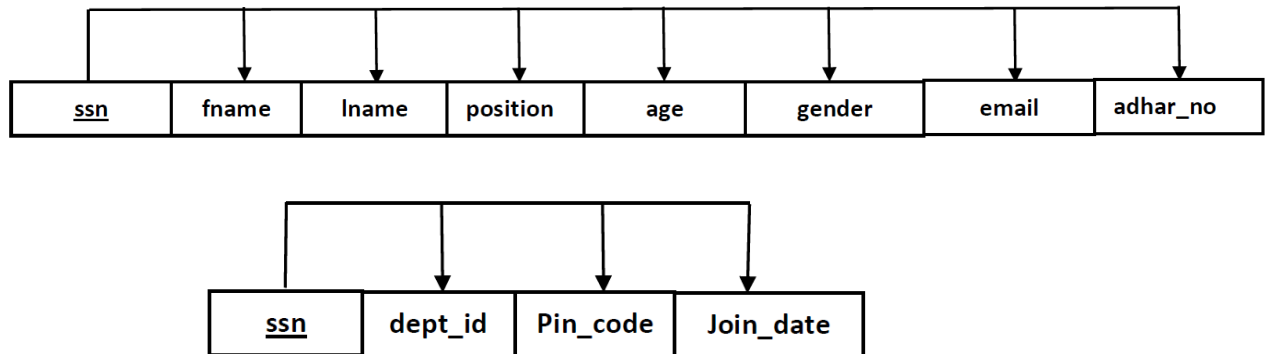 ssn fname lname position age gender email adhar_no
ssn dept_id Pin_code Join_date